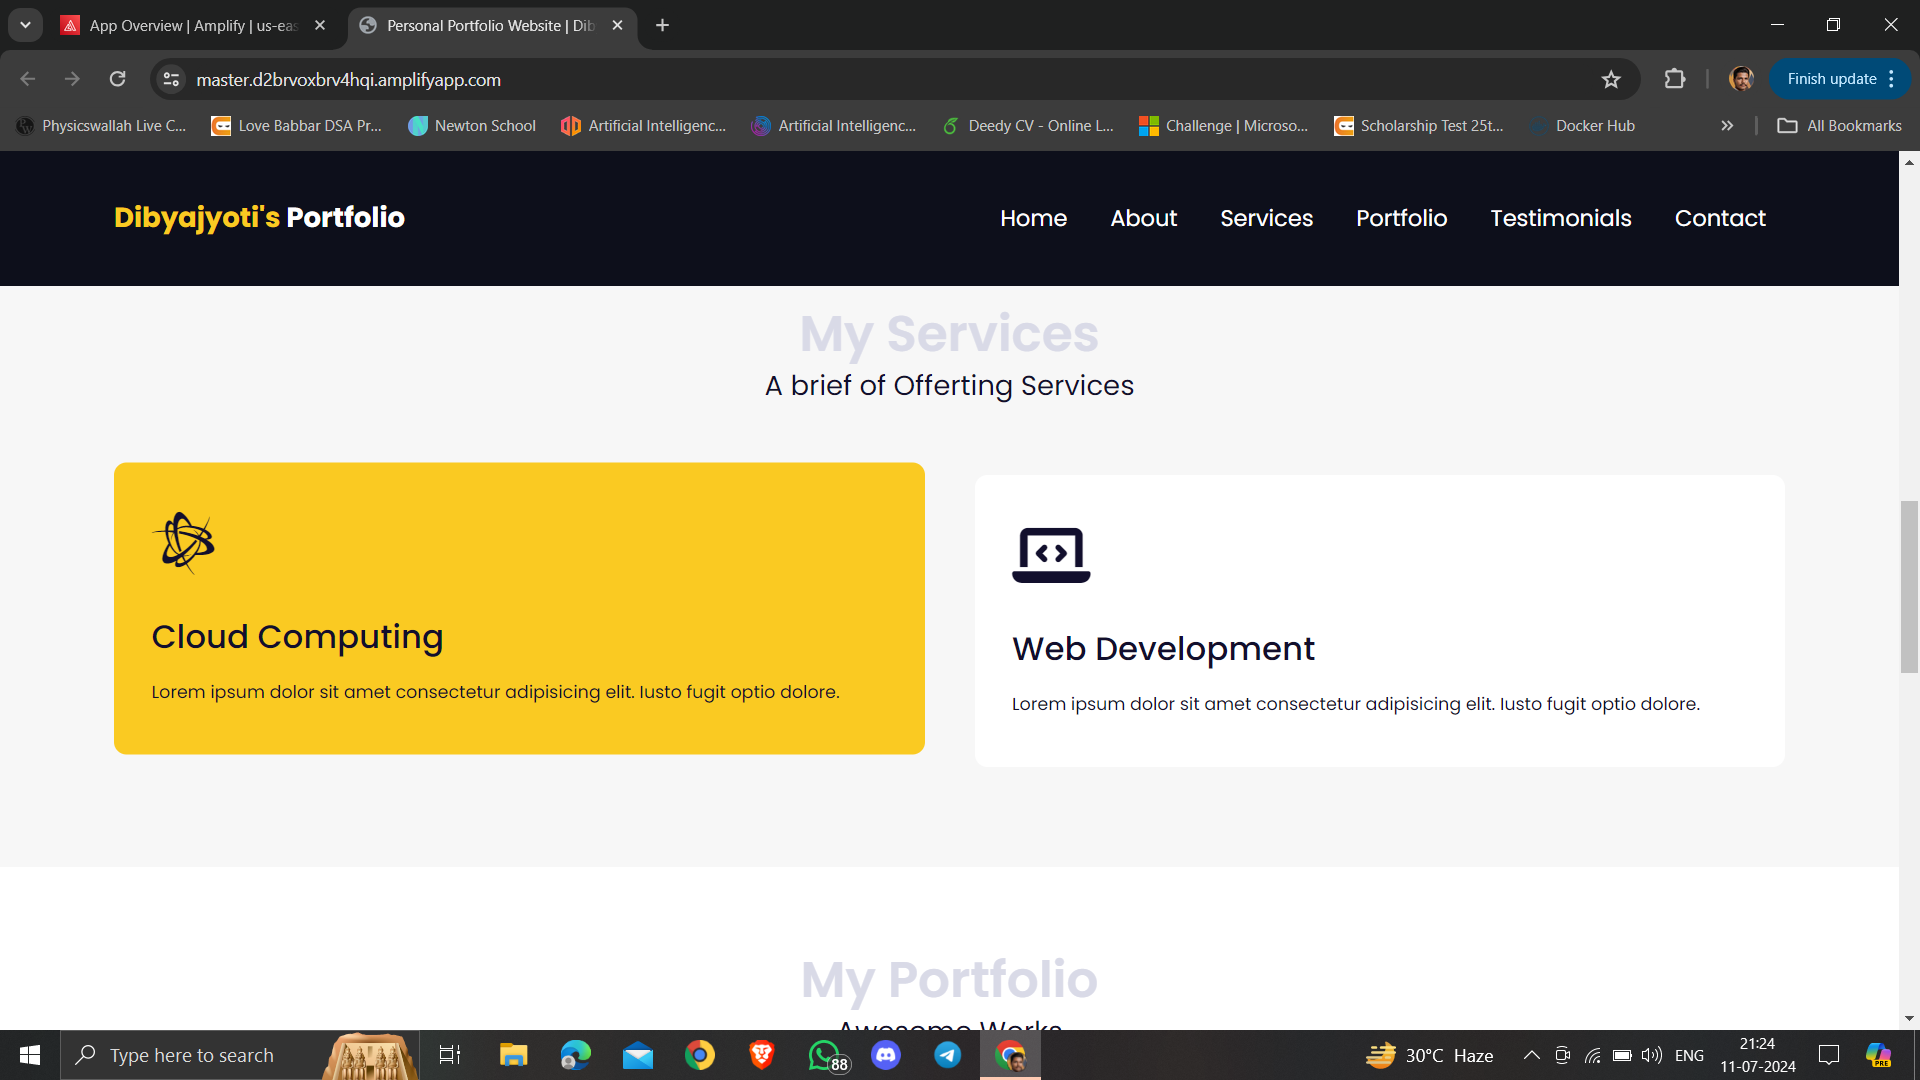 App Overview | Amplify | us-eas
Personal Portfolio Website | Dib
master.d2brvoxbrv4hqi.amplifyapp.com
Finish update
Physicswallah Live C...
Love Babbar DSA Pr...
Newton School
Artificial Intelligenc...
Artificial Intelligenc...
Deedy CV - Online L...
Challenge | Microso...
Scholarship Test 25t...
Docker Hub
All Bookmarks
Dibyajyoti's Portfolio
Home
About
Services
Portfolio
Testimonials
Contact
My Services
A brief of Offerting Services
Cloud Computing
Lorem ipsum dolor sit amet consectetur adipisicing elit. Iusto fugit optio dolore.
Web Development
Lorem ipsum dolor sit amet consectetur adipisicing elit. Iusto fugit optio dolore.
My Portfolio
Awesome Works
Type here to search
88
30°C Haze
ENG
21:24
11-07-2024
PRE